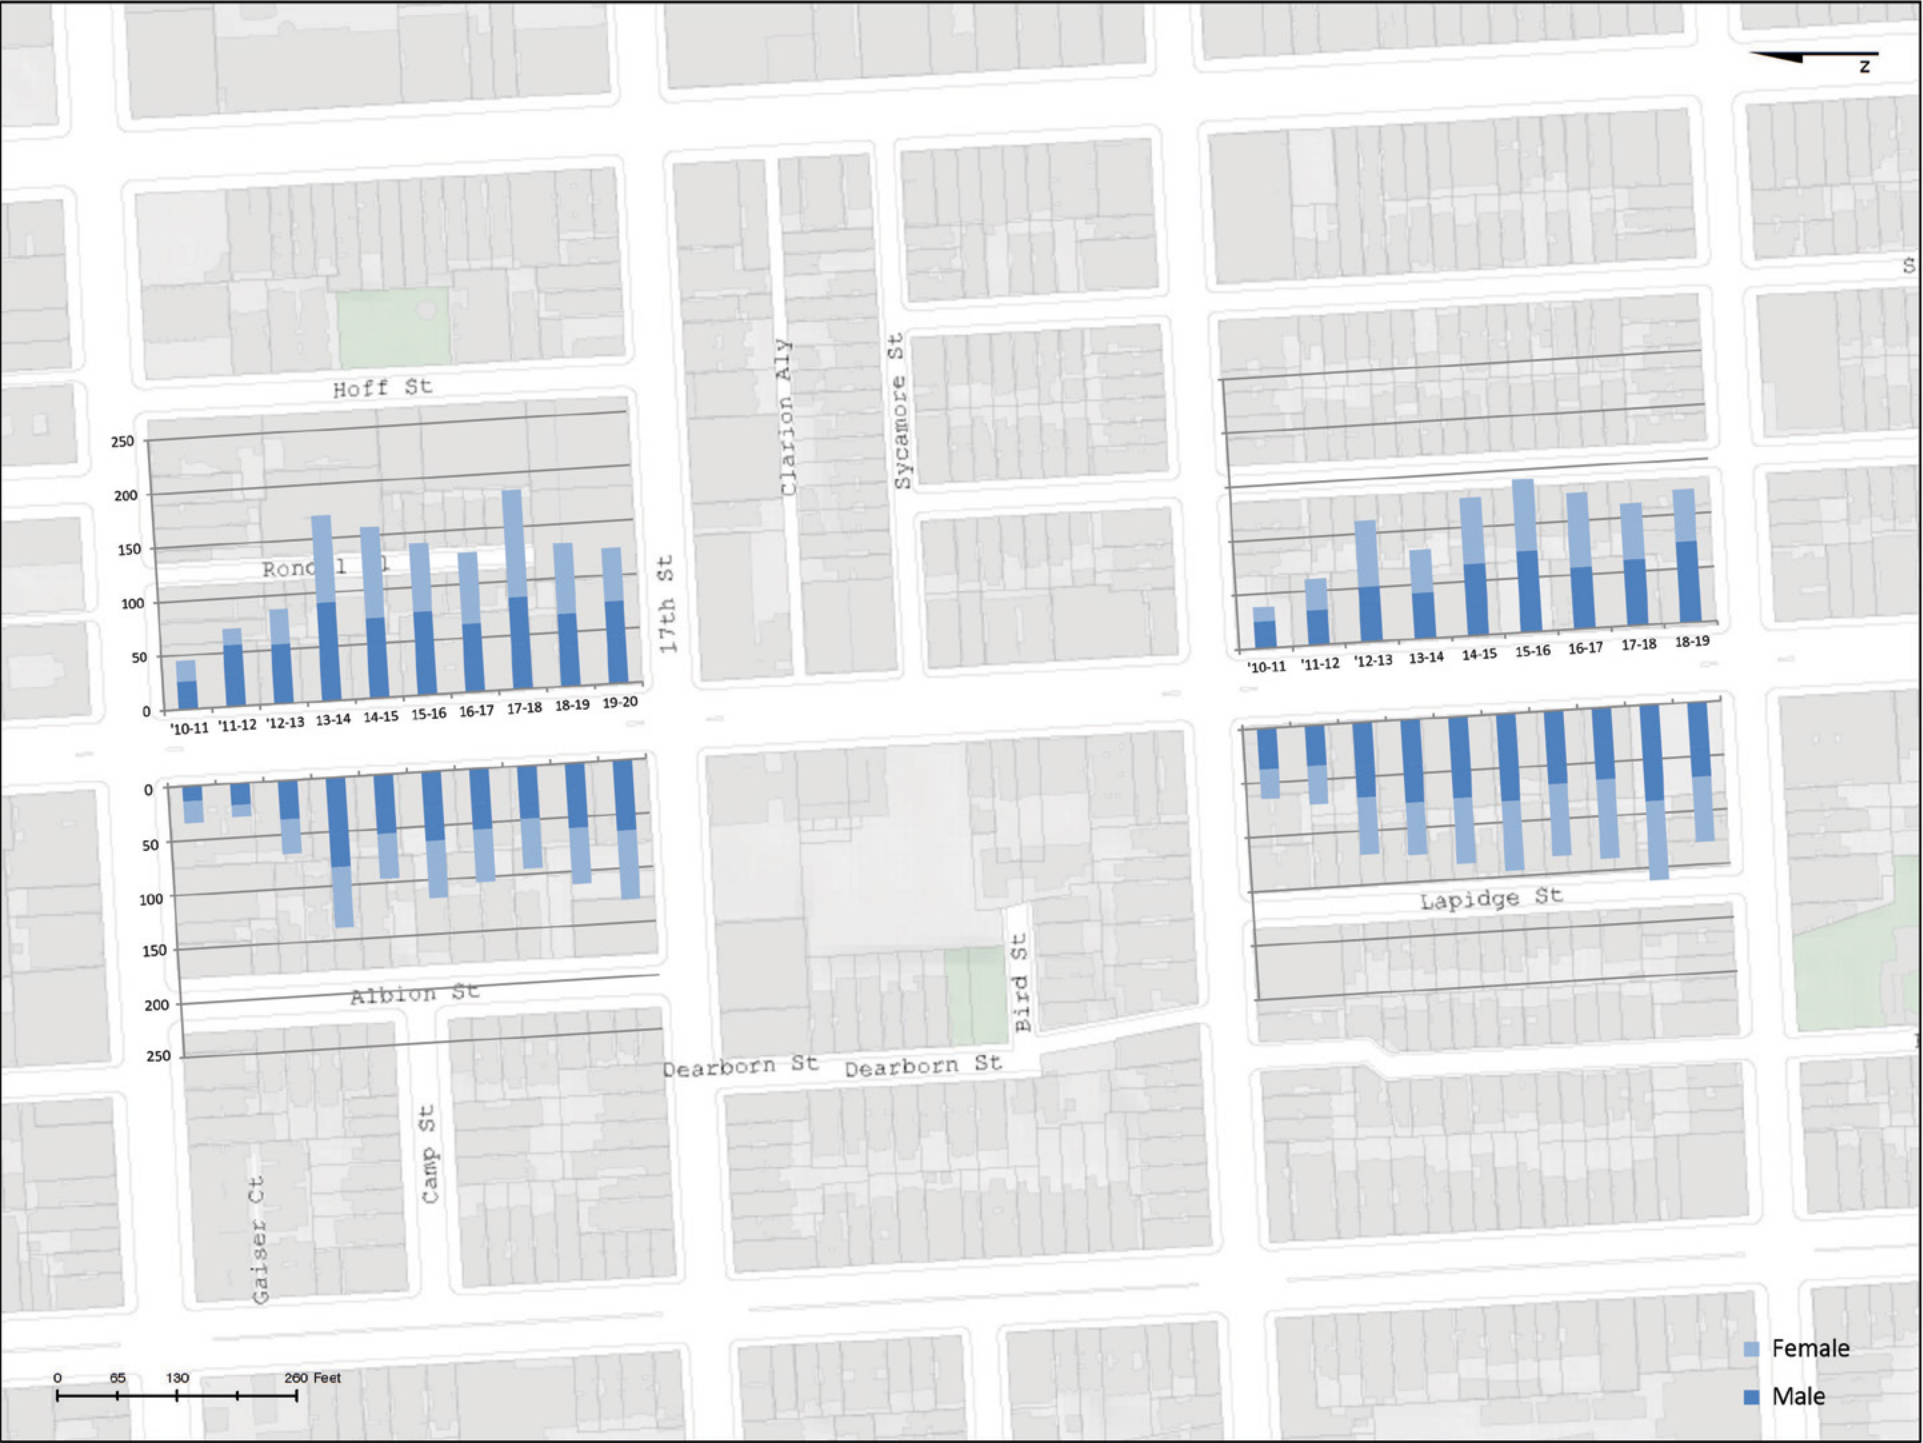 Z
S
Hoff St
Clarion Aly
Sycamore St
250
200
150
100
50
0
17th St
'10-11 '11-12 '12-13 13-14 14-15 15-16 16-17 17-18 18-19 19-20
'10-11 '11-12 '12-13 13-14 14-15 15-16 16-17 17-18 18-19
0
50
100
150
200
250
Lapidge St
Albion St
Bird St
Dearborn St Dearborn St
Camp St
Gaiser Ct
0 65 130 260 Feet
Female
Male